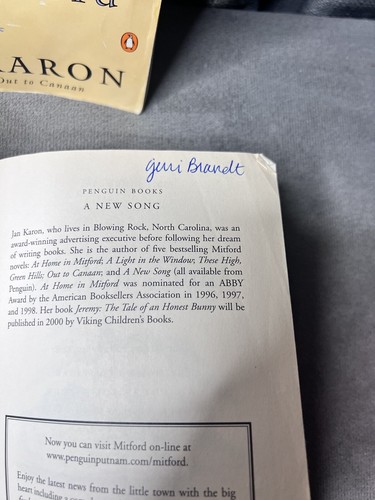 KARON
Out to Canaan
Gerri Brandt
PENGUIN BOOKS
A NEW SONG
Jan Karon, who lives in Blowing Rock, North Carolina, was an
award-winning advertising executive before following her dream
of writing books. She is the author of five bestselling Mitford
novels: At Home in Mitford; A Light in the Window; These High,
Green Hills; Out to Canaan; and A New Song (all available from
Penguin). At Home in Mitford was nominated for an ABBY
Award by the American Booksellers Association in 1996, 1997,
and 1998. Her book Jeremy: The Tale of an Honest Bunny will be
published in 2000 by Viking Children's Books.
Now you can visit Mitford on-line at
www.penguinputnam.com/mitford.
Enjoy the latest news from the little town with the big
heart including a